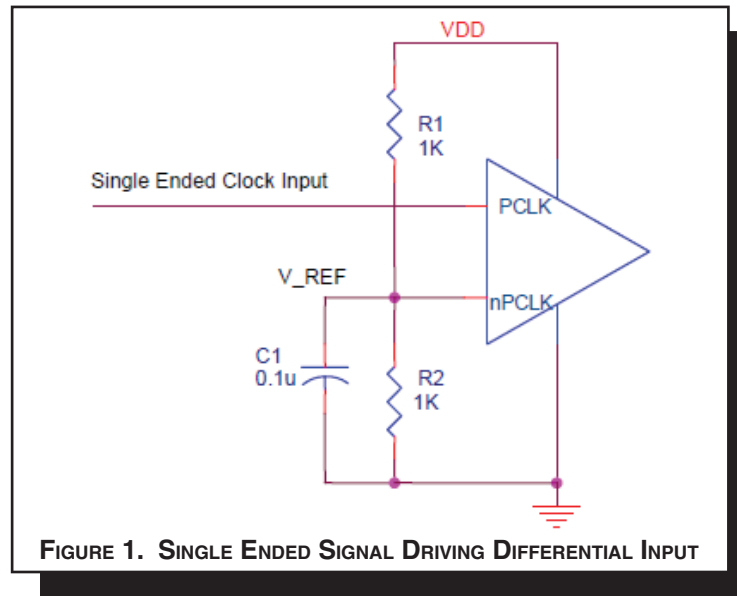 VDD
R1
1K
Single Ended Clock Input
PCLK
V_REF
nPCLK
C1
0.1u
R2
1K
FIGURE 1. SINGLE ENDED SIGNAL DRIVING DIFFERENTIAL INPUT